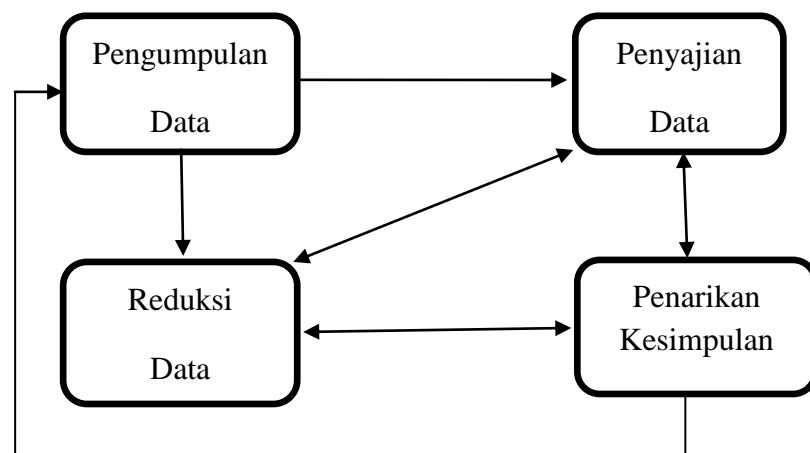 Pengumpulan
Data
Penyajian
Data
Reduksi
Data
Penarikan
Kesimpulan